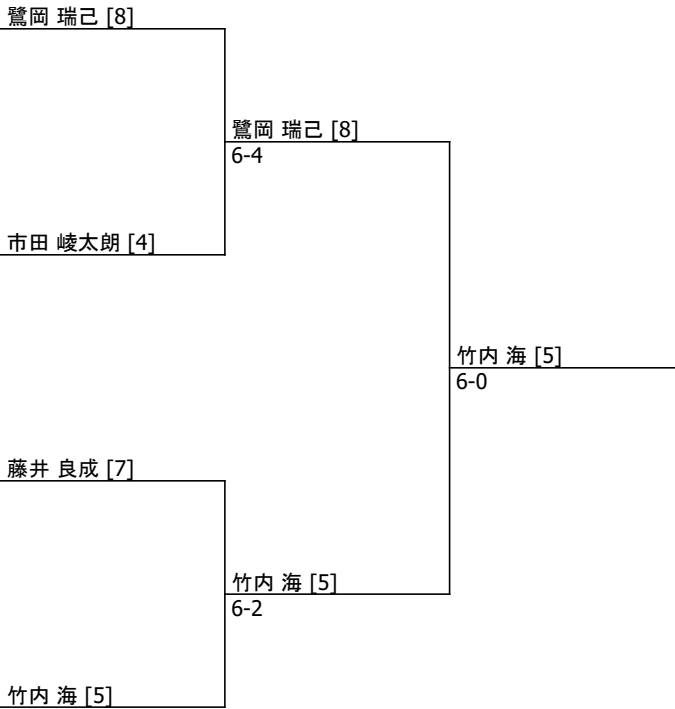 鷺岡 瑞己 [8]
鷺岡 瑞己 [8]
6-4
市田 崚太朗 [4]
竹内 海 [5]
6-0
藤井 良成 [7]
竹内 海 [5]
6-2
竹内 海 [5]